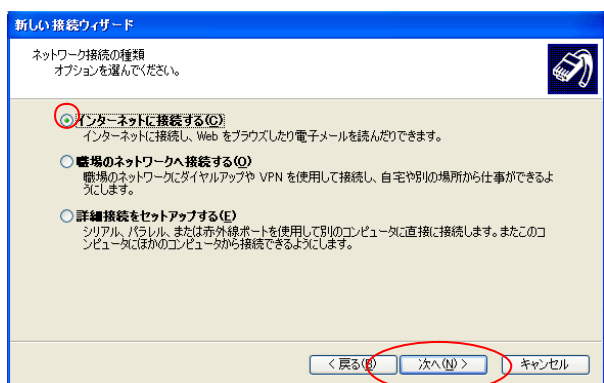 新しい接続ウィザード
ネットワーク接続の種類
オプションを選んでください。
インターネットに接続する(C)
インターネットに接続し、Web をブラウズしたり電子メールを読んだりできます。
職場のネットワークへ接続する(O)
職場のネットワークにダイヤルアップや VPN を使用して接続し、自宅や別の場所から仕事ができるよ
うにします。
詳細接続をセットアップする(E)
シリアル、パラレル、または赤外線ポートを使用して別のコンピュータに直接に接続します。またこのコ
ンピュータにほかのコンピュータから接続できるようにします。
< 戻る(B) 次へ(N) > キャンセル